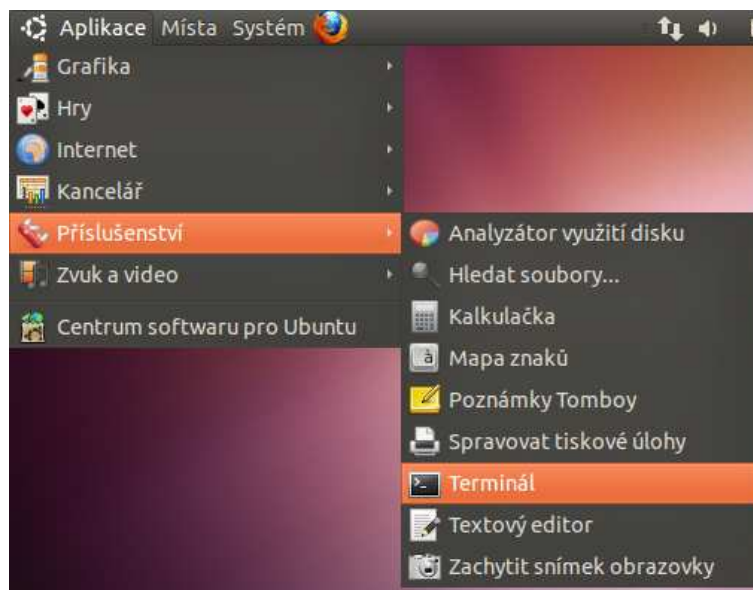 Aplikace Místa Systém
Grafika
Hry
Internet
Kancelář
Příslušenství
Zvuk a video
Centrum softwaru pro Ubuntu
Analyzátor využití disku
Hledat soubory...
Kalkulačka
Mapa znaků
Poznámky Tomboy
Spravovat tiskové úlohy
Terminál
Textový editor
Zachytit snímek obrazovky